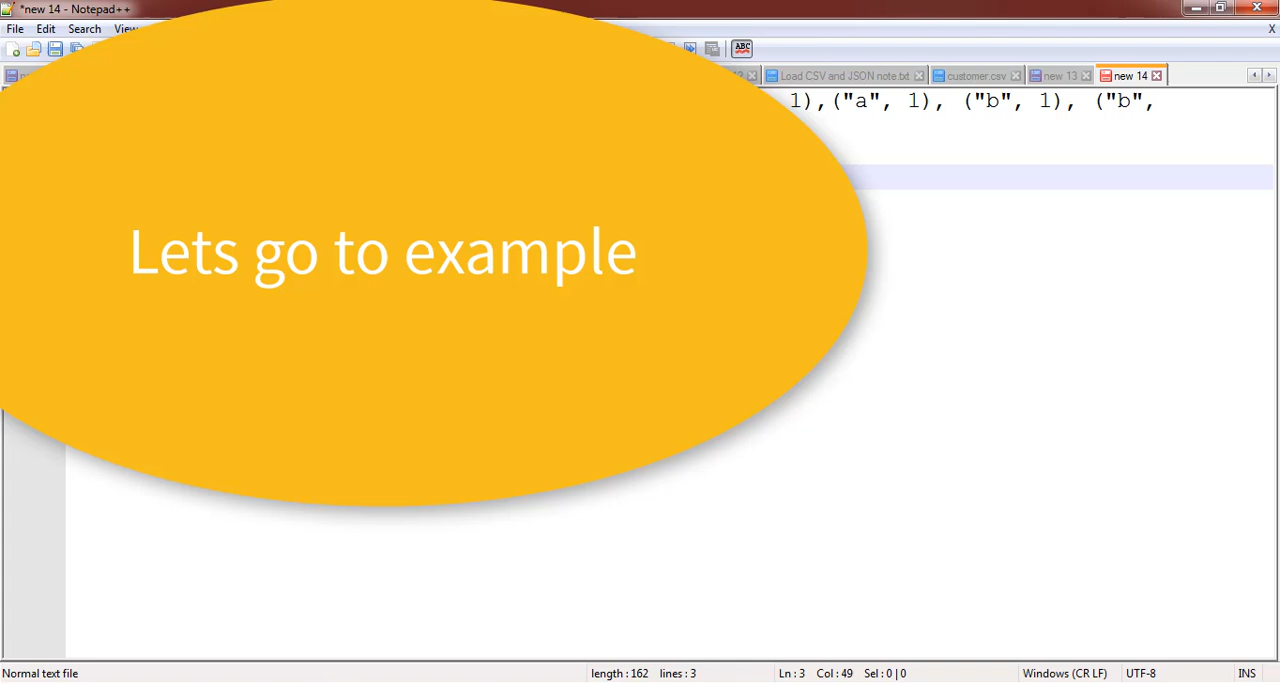 *new 14 - Notepad++
File Edit Search View
X
ABC
Load CSV and JSON note.txt customer.csv new 13 new 14
1),("a", 1), ("b", 1), ("b",
Lets go to example
Normal text file length : 162 lines : 3 Ln : 3 Col : 49 Sel : 0 | 0 Windows (CR LF) UTF-8 INS